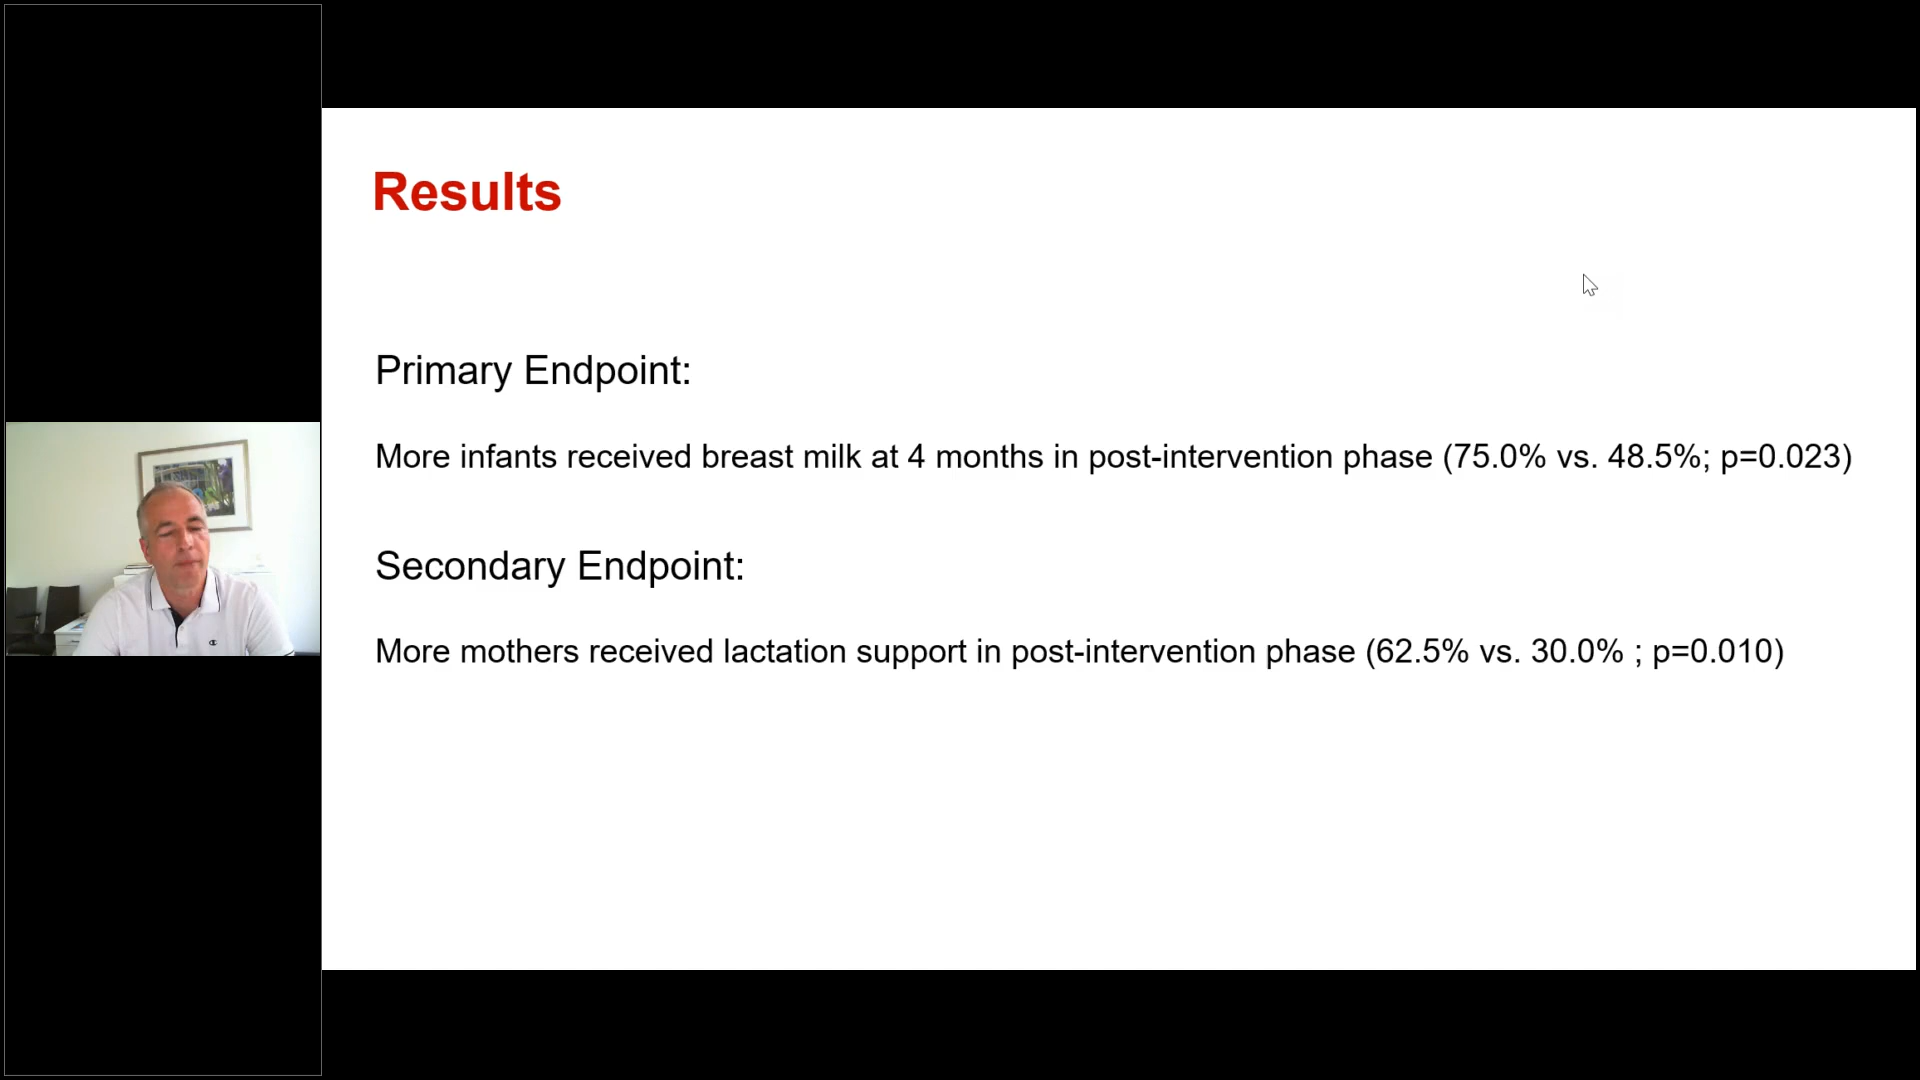 Results
Primary Endpoint:
More infants received breast milk at 4 months in post-intervention phase (75.0% vs. 48.5%; p=0.023)
Secondary Endpoint:
More mothers received lactation support in post-intervention phase (62.5% vs. 30.0% ; p=0.010)